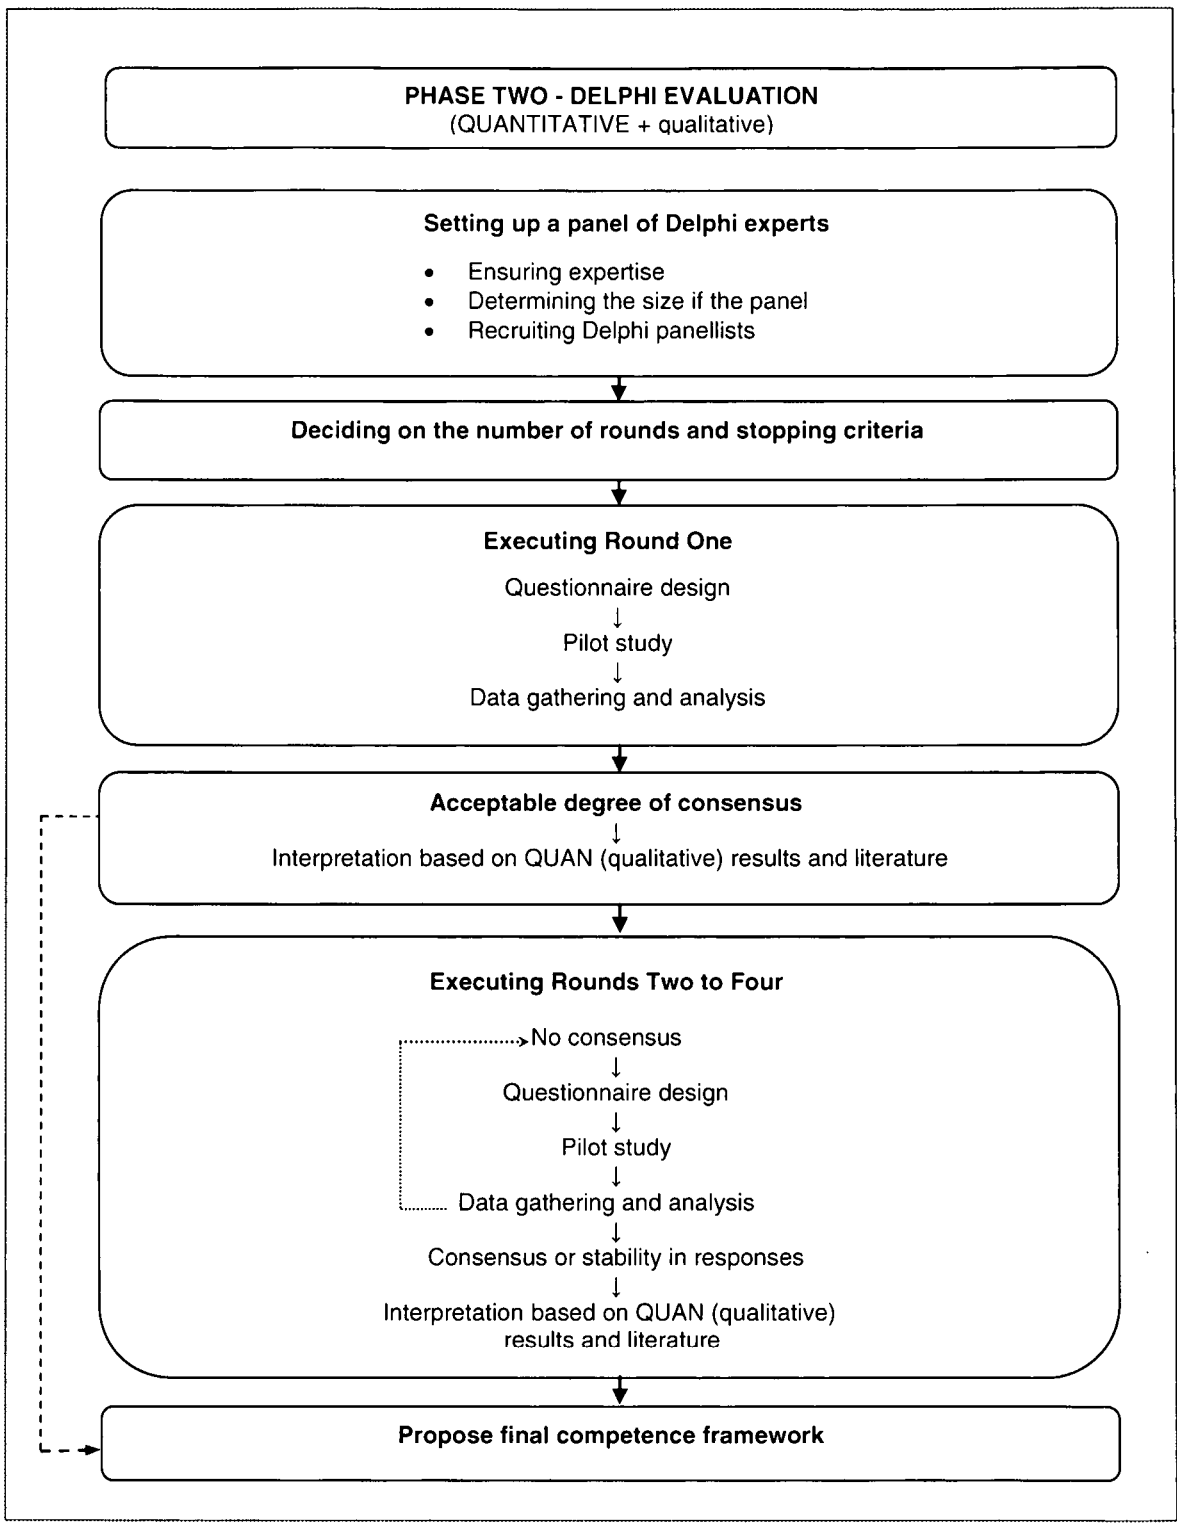 PHASE TWO - DELPHI EVALUATION
(QUANTITATIVE + qualitative)
Setting up a panel of Delphi experts
• Ensuring expertise
• Determining the size if the panel
• Recruiting Delphi panellists
Deciding on the number of rounds and stopping criteria
Executing Round One
Questionnaire design
↓
Pilot study
↓
Data gathering and analysis
Acceptable degree of consensus
↓
Interpretation based on QUAN (qualitative) results and literature
Executing Rounds Two to Four
No consensus
↓
Questionnaire design
↓
Pilot study
↓
Data gathering and analysis
↓
Consensus or stability in responses
↓
Interpretation based on QUAN (qualitative)
results and literature
Propose final competence framework